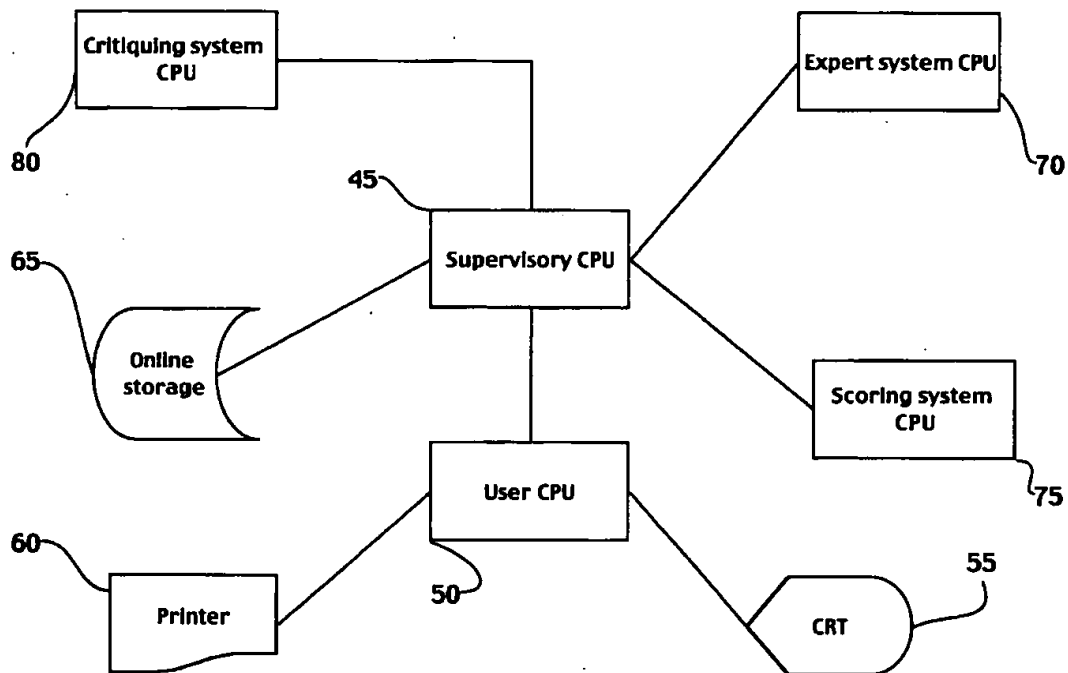 Critiquing system
CPU
Expert system CPU
80
70
45
Supervisory CPU
65
Online
storage
Scoring system
CPU
User CPU
75
60
50
55
Printer
CRT